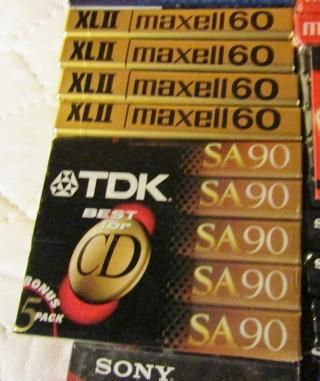 XLII maxell 60
XLII maxell 60
XLII maxell 60
XLII maxell 60
TDK
BEST for CD
BONUS 5 PACK
SA90
SA90
SA90
SA90
SA90
SONY